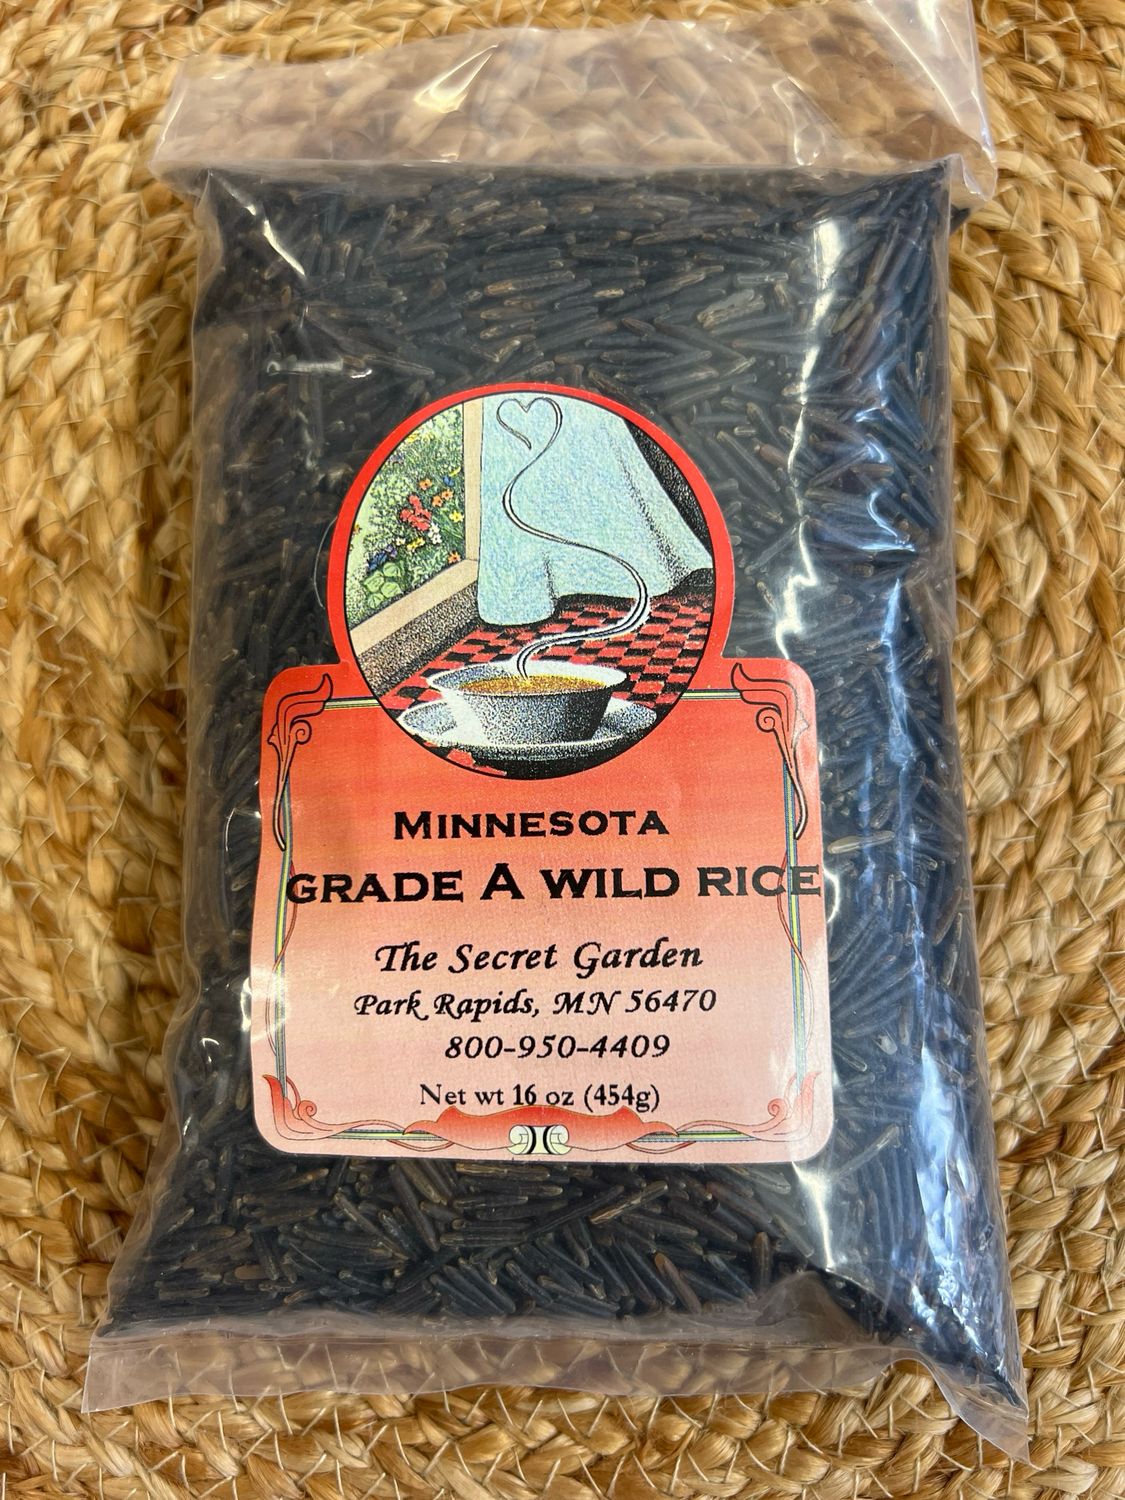 MINNESOTA
GRADE A WILD RICE
The Secret Garden
Park Rapids, MN 56470
800-950-4409
Net wt 16 oz (454g)